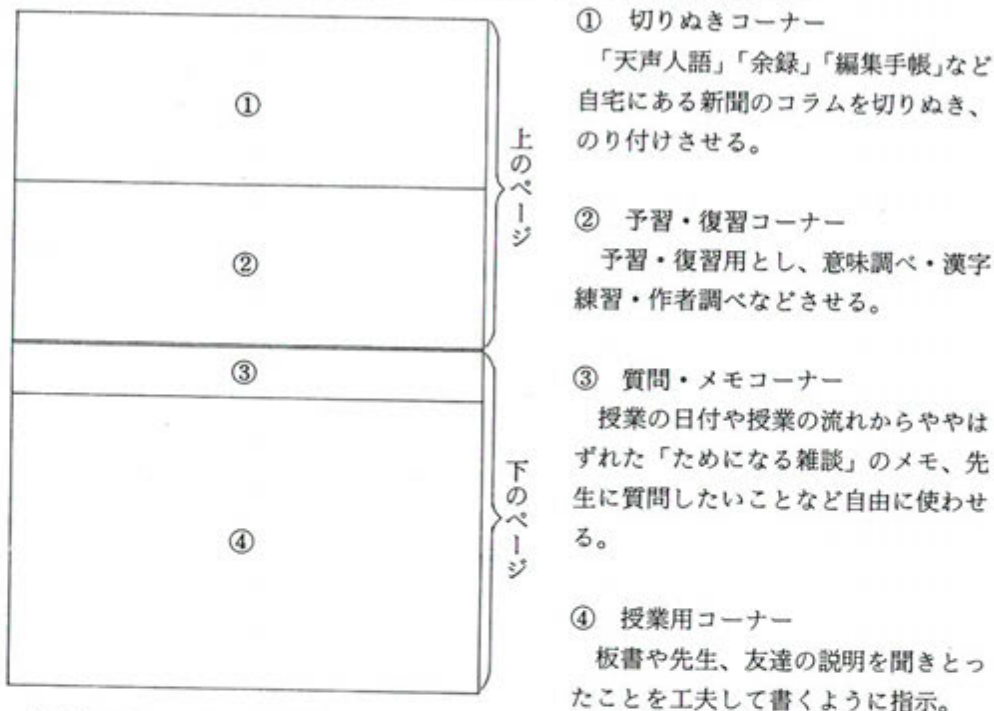 ①
②
上のページ
③
④
下のページ
① 切りぬきコーナー
「天声人語」「余録」「編集手帳」など
自宅にある新聞のコラムを切りぬき、
のり付けさせる。
② 予習・復習コーナー
予習・復習用とし、意味調べ・漢字
練習・作者調べなどさせる。
③ 質問・メモコーナー
授業の日付や授業の流れからややは
ずれた「ためになる雑談」のメモ、先
生に質問したいことなど自由に使わせ
る。
④ 授業用コーナー
板書や先生、友達の説明を聞きとっ
たことを工夫して書くように指示。